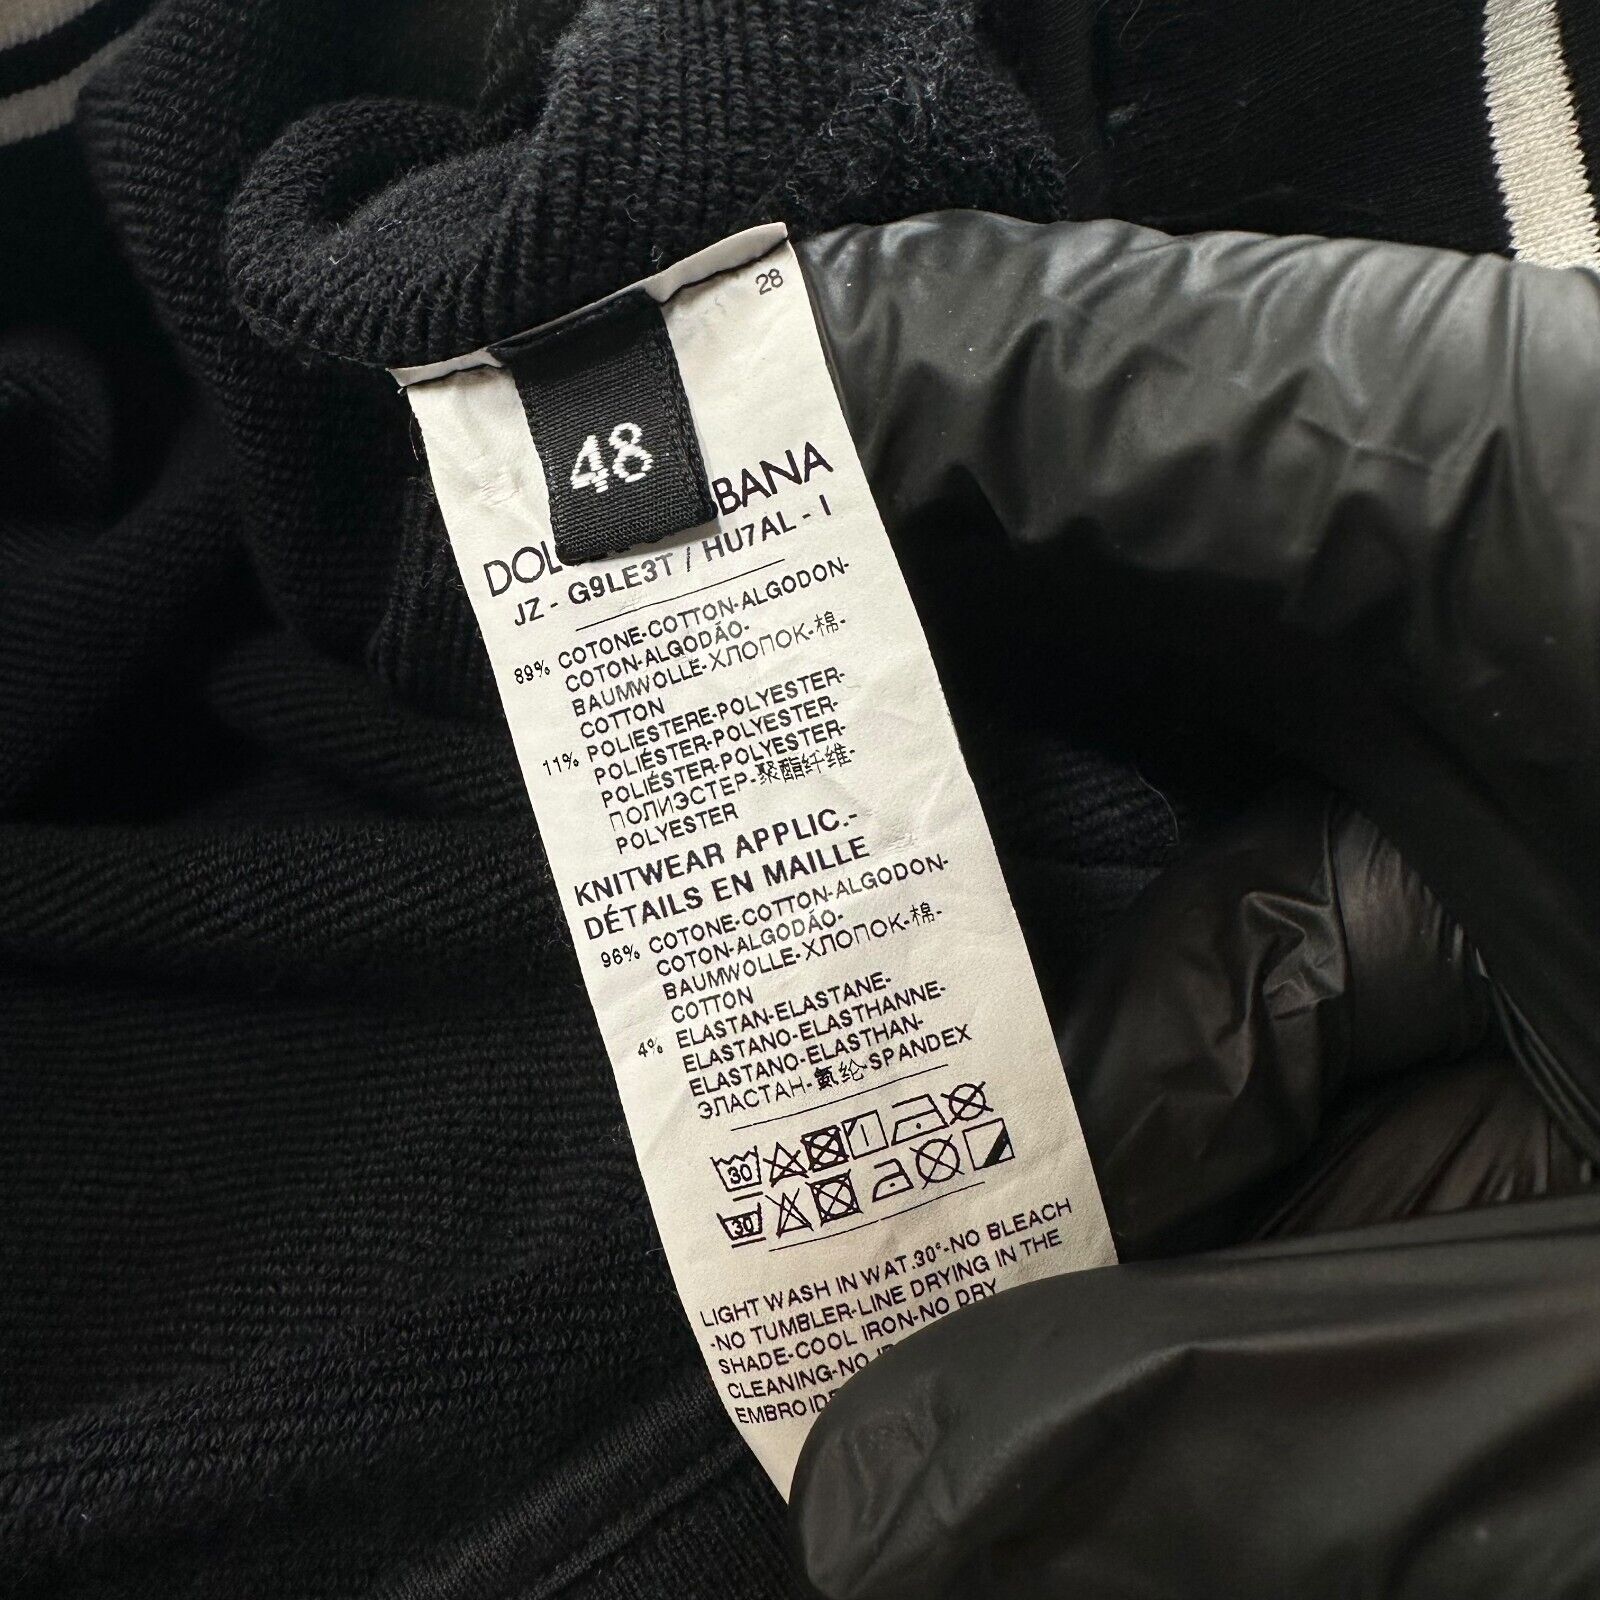 28
48
DOL BBANA
JZ - G9LE3T / HU7AL - I
89% COTONE-COTTON-ALGODON-
COTON-ALGODÃO-
BAUMWOLLE-ХЛОПОК-棉-
COTTON
11% POLIESTERE-POLYESTER-
POLIÉSTER-POLYESTER-
POLIÉSTER-POLYESTER-
ПОЛИЭСТЕР-聚酯纤维-
POLYESTER
KNITWEAR APPLIC.-
DÉTAILS EN MAILLE
96% COTONE-COTTON-ALGODON-
COTON-ALGODÃO-
BAUMWOLLE-ХЛОПОК-棉-
COTTON
4% ELASTAN-ELASTANE-
ELASTANO-ELASTHANNE-
ELASTANO-ELASTHAN-
ЭЛАСТАН-氨纶-SPANDEX
30
30
LIGHT WASH IN WAT.30°-NO BLEACH
-NO TUMBLER-LINE DRYING IN THE
SHADE-COOL IRON-NO DRY
CLEANING-NO
EMBROID